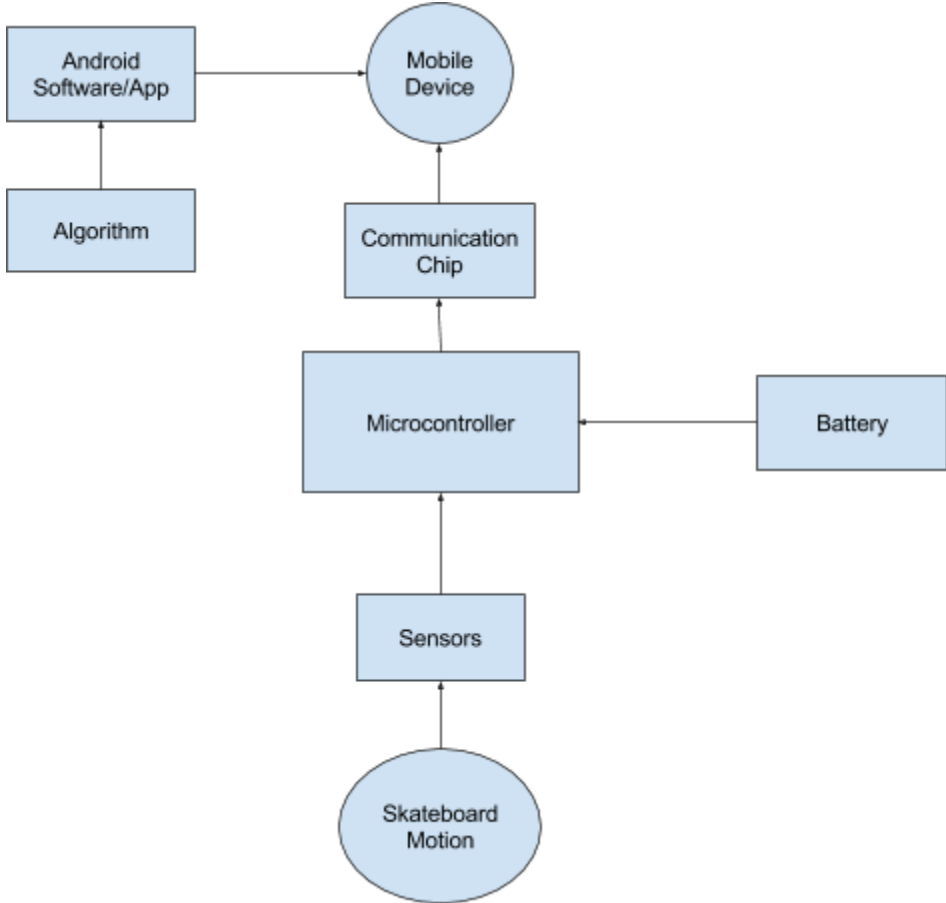 Android
Software/App
Mobile
Device
Algorithm
Communication
Chip
Microcontroller
Battery
Sensors
Skateboard
Motion